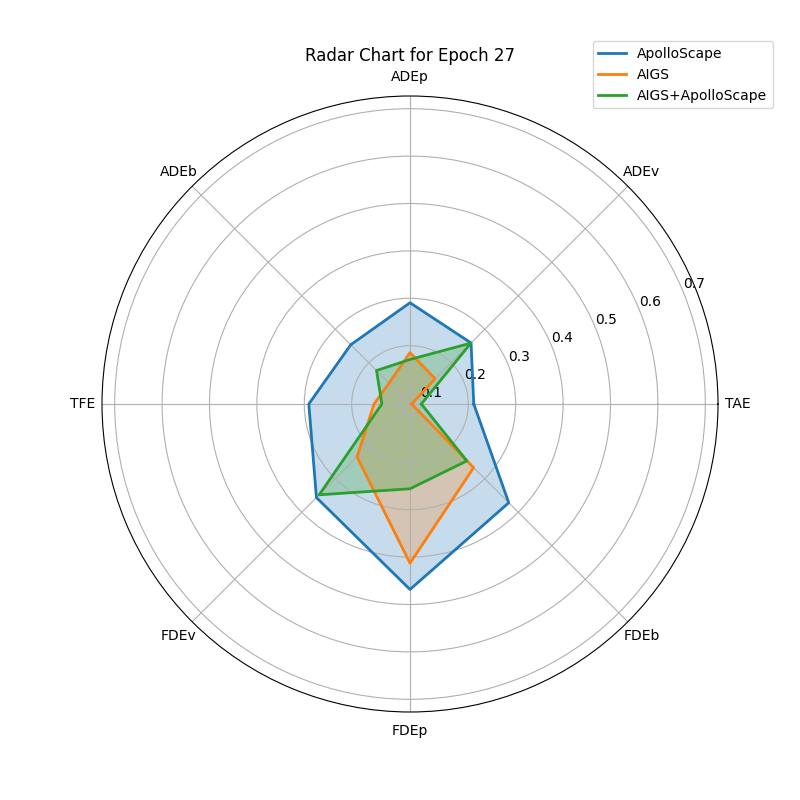 Radar Chart for Epoch 27
ApolloScape
AIGS
AIGS+ApolloScape
ADEp
ADEb
ADEv
0.7
0.6
0.5
0.4
0.3
0.2
0.1
TFE
TAE
FDEv
FDEb
FDEp